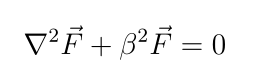 ∇²F⃗ + β²F⃗ = 0